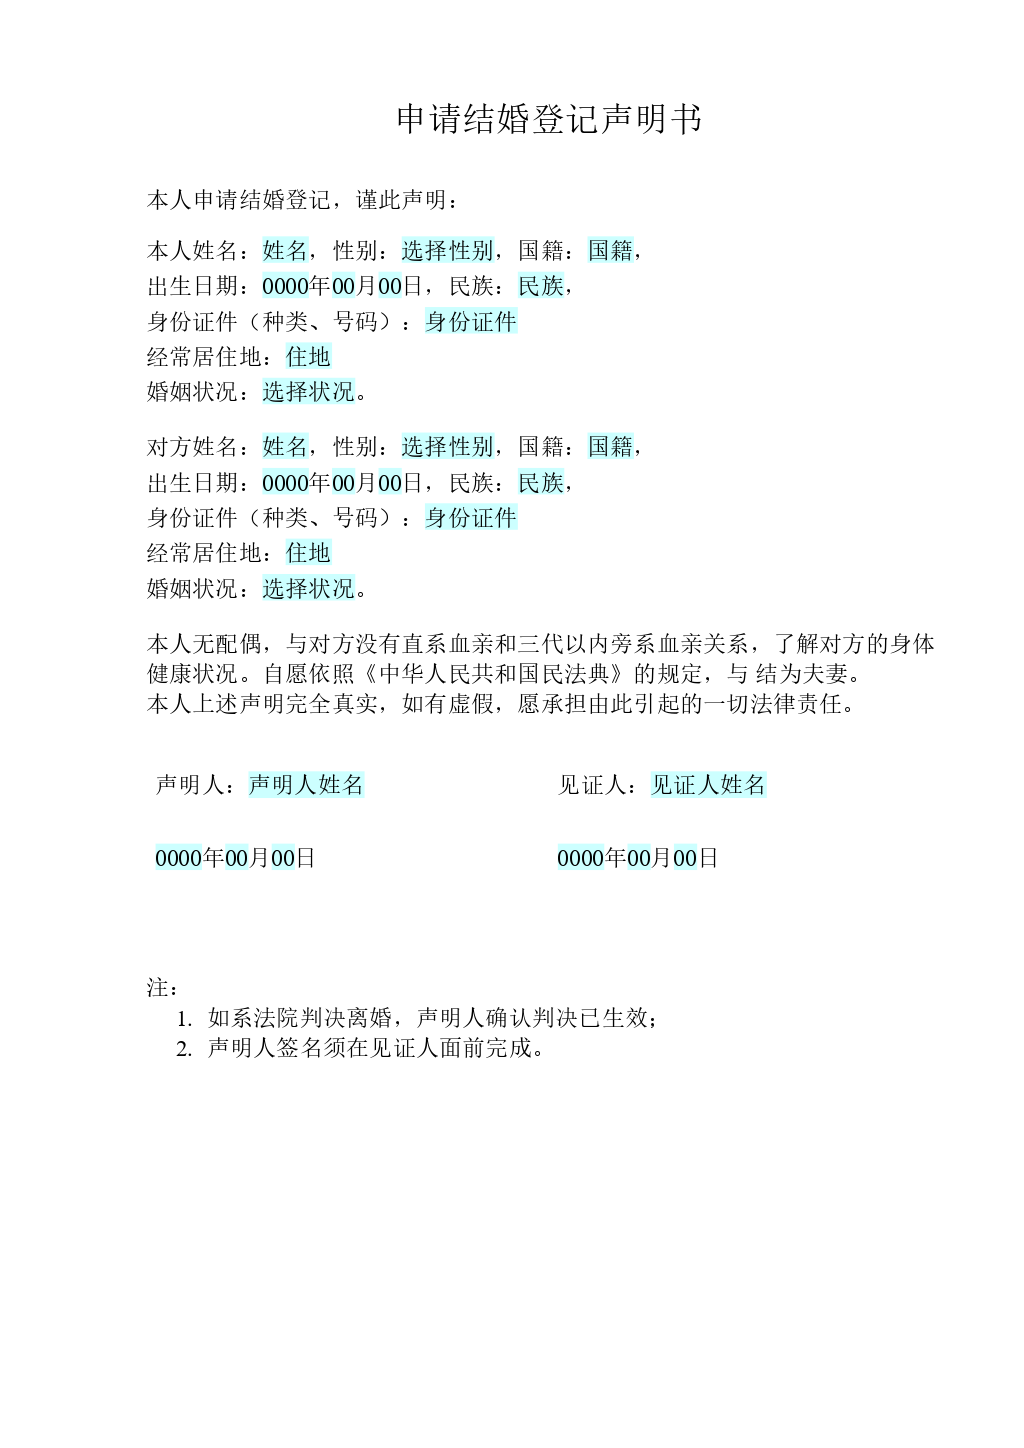 申请结婚登记声明书
本人申请结婚登记，谨此声明：
本人姓名：姓名，性别：选择性别，国籍：国籍，
出生日期：0000年00月00日，民族：民族，
身份证件（种类、号码）：身份证件
经常居住地：住地
婚姻状况：选择状况。
对方姓名：姓名，性别：选择性别，国籍：国籍，
出生日期：0000年00月00日，民族：民族，
身份证件（种类、号码）：身份证件
经常居住地：住地
婚姻状况：选择状况。
本人无配偶，与对方没有直系血亲和三代以内旁系血亲关系，了解对方的身体
健康状况。自愿依照《中华人民共和国民法典》的规定，与 结为夫妻。
本人上述声明完全真实，如有虚假，愿承担由此引起的一切法律责任。
声明人：声明人姓名 见证人：见证人姓名
0000年00月00日 0000年00月00日
注：
1. 如系法院判决离婚，声明人确认判决已生效；
2. 声明人签名须在见证人面前完成。